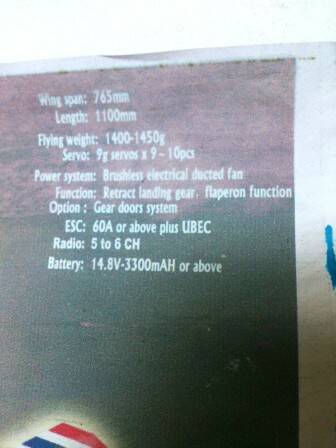 Wing span: 765mm
Length: 1100mm
Flying weight: 1400-1450g
Servo: 9g servos x 9~10pcs
Power system: Brushless electrical ducted fan
Function: Retract landing gear, flaperon function
Option: Gear doors system
ESC: 60A or above plus UBEC
Radio: 5 to 6 CH
Battery: 14.8V-3300mAH or above